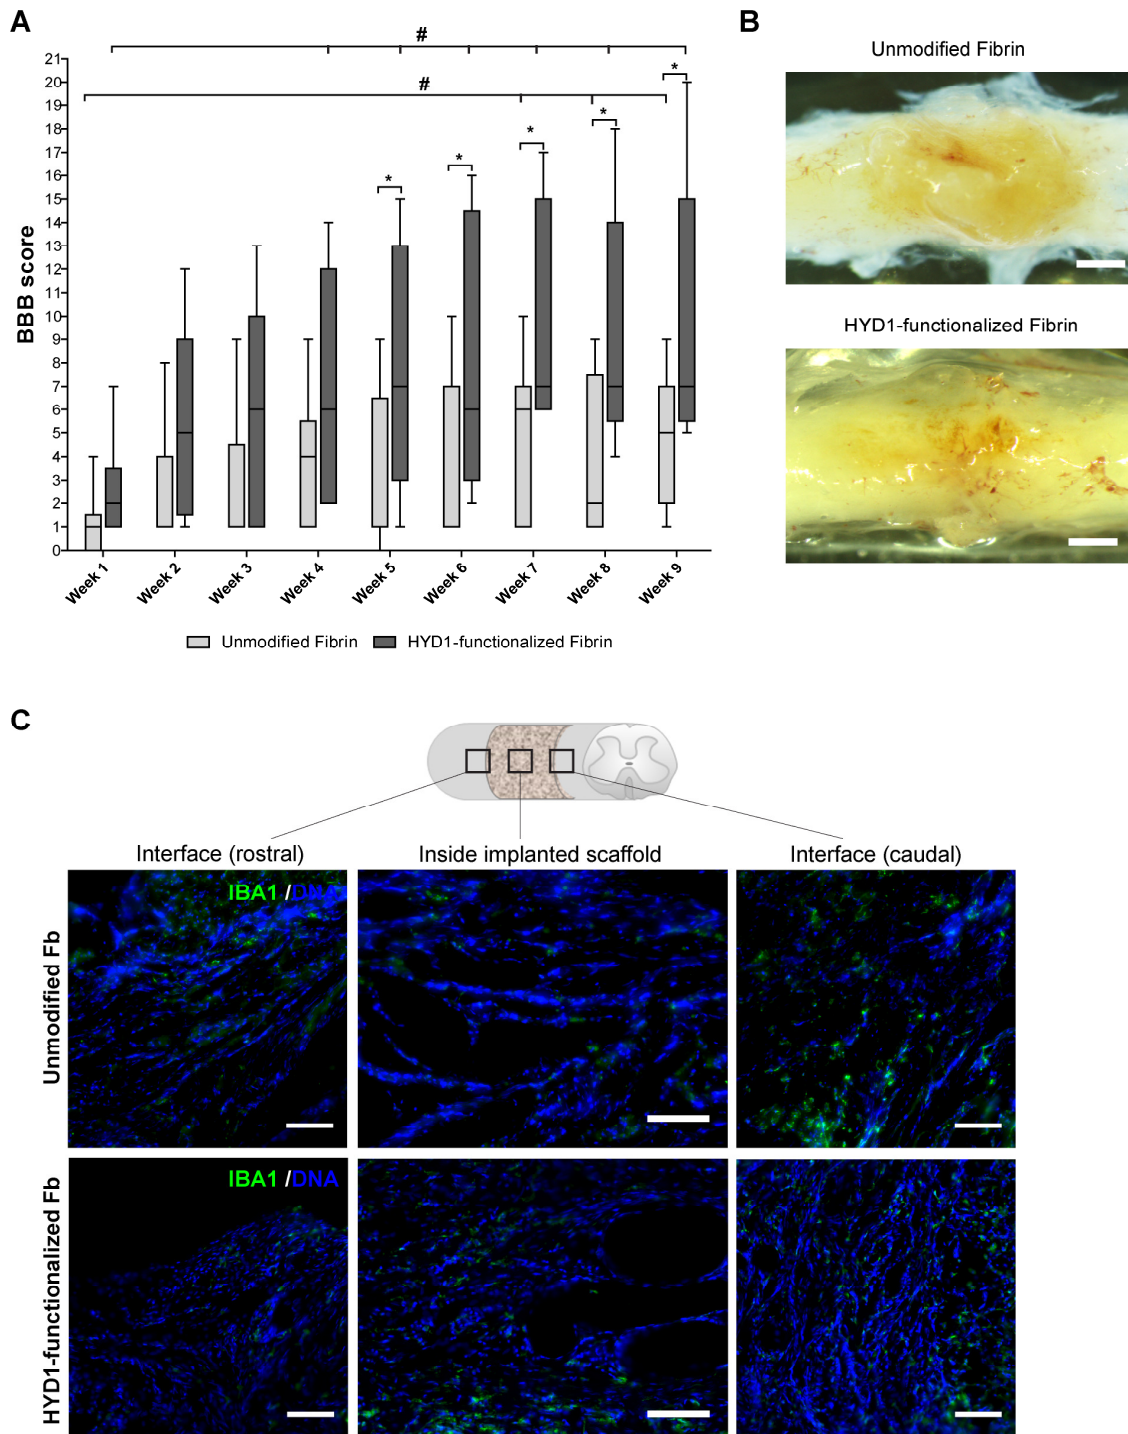 A
B
#
Unmodified Fibrin
#
*
*
*
*
*
21
20
19
18
17
16
15
14
13
12
11
10
9
8
7
6
5
4
3
2
1
0
BBB score
Week 1
Week 2
Week 3
Week 4
Week 5
Week 6
Week 7
Week 8
Week 9
Unmodified Fibrin
HYD1-functionalized Fibrin
HYD1-functionalized Fibrin
C
Interface (rostral)
Inside implanted scaffold
Interface (caudal)
Unmodified Fb
IBA1 /DNA
HYD1-functionalized Fb
IBA1 /DNA